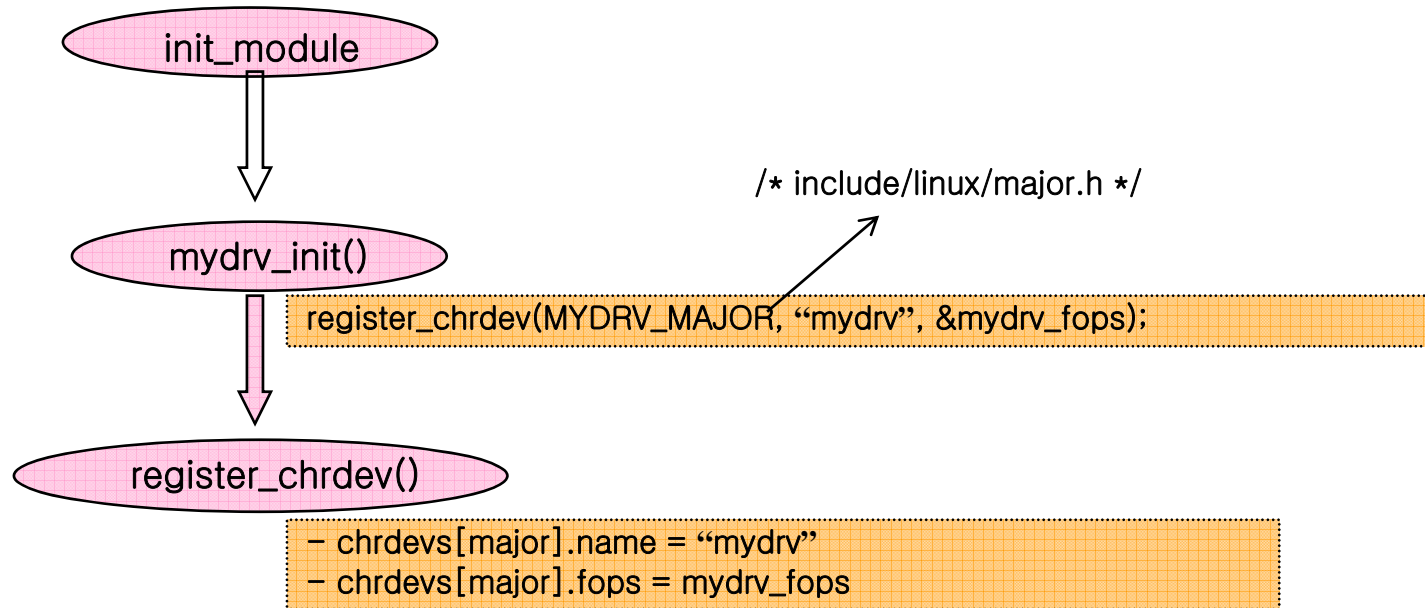 init_module
/* include/linux/major.h */
mydrv_init()
register_chrdev(MYDRV_MAJOR, “mydrv”, &mydrv_fops);
register_chrdev()
- chrdevs[major].name = “mydrv”
- chrdevs[major].fops = mydrv_fops